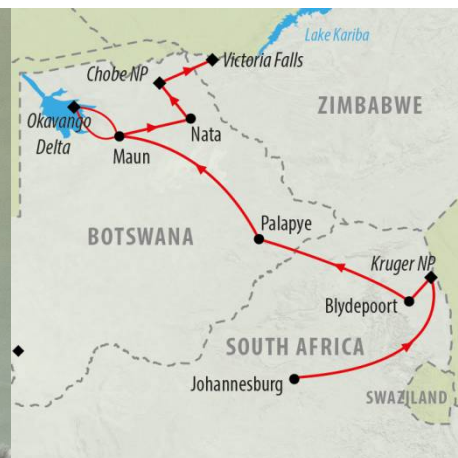 Lake Kariba
Victoria Falls
Chobe NP
ZIMBABWE
Okavango
Delta
Nata
Maun
Palapye
BOTSWANA
Kruger NP
Blydepoort
SOUTH AFRICA
Johannesburg
SWAZILAND